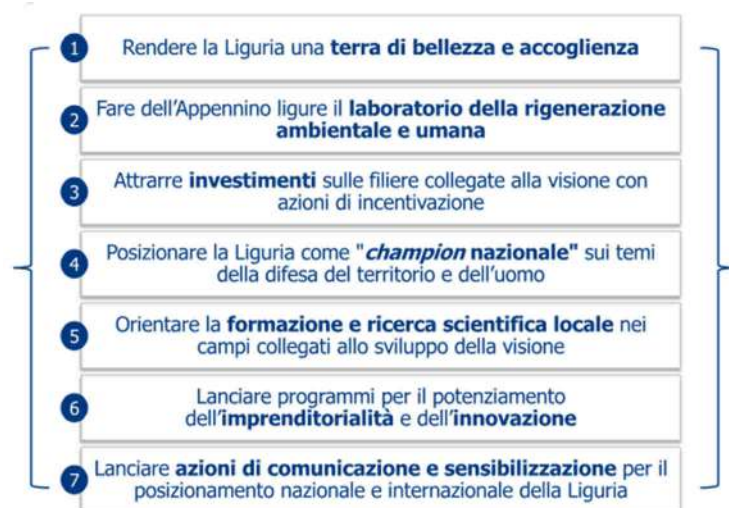 1 Rendere la Liguria una terra di bellezza e accoglienza
2 Fare dell'Appennino ligure il laboratorio della rigenerazione
ambientale e umana
3 Attrarre investimenti sulle filiere collegate alla visione con
azioni di incentivazione
4 Posizionare la Liguria come "champion nazionale" sui temi
della difesa del territorio e dell'uomo
5 Orientare la formazione e ricerca scientifica locale nei
campi collegati allo sviluppo della visione
6 Lanciare programmi per il potenziamento
dell'imprenditorialità e dell'innovazione
7 Lanciare azioni di comunicazione e sensibilizzazione per il
posizionamento nazionale e internazionale della Liguria